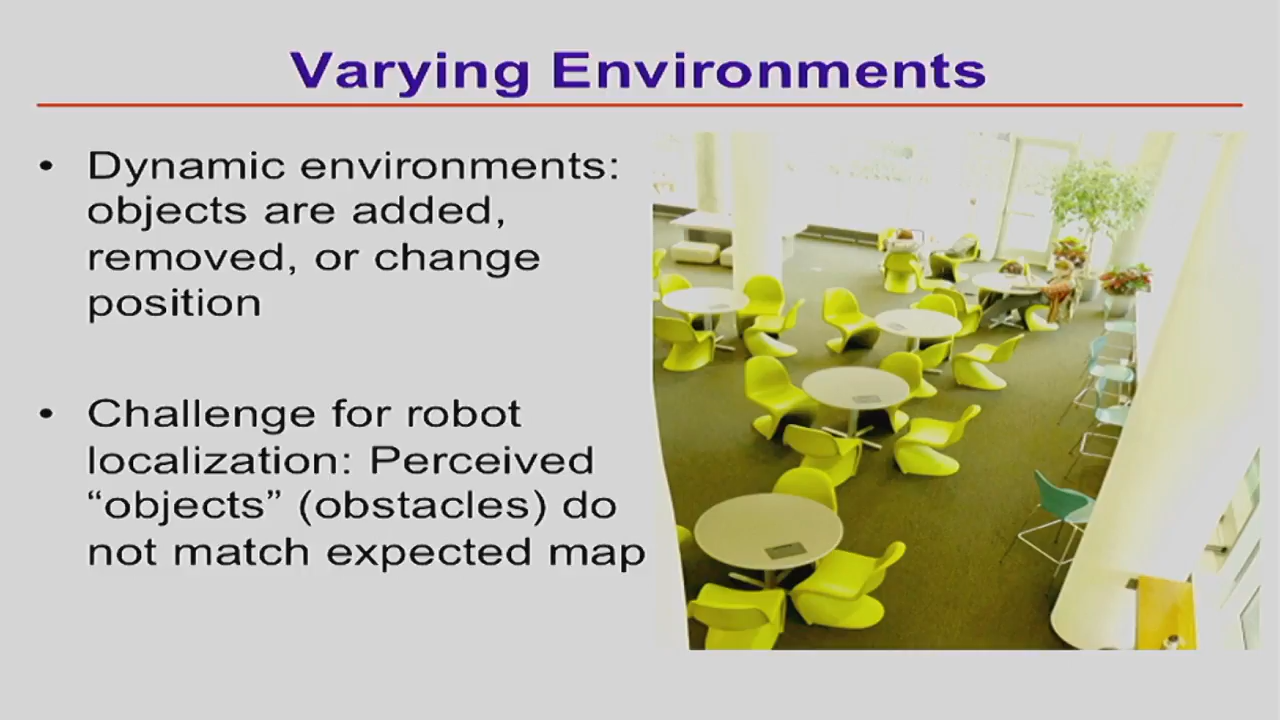 Varying Environments
• Dynamic environments:
objects are added,
removed, or change
position
• Challenge for robot
localization: Perceived
“objects” (obstacles) do
not match expected map